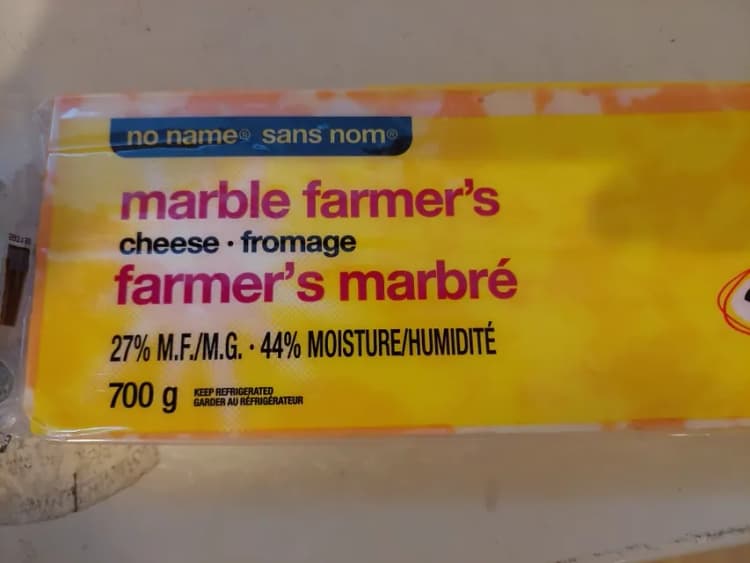 no name® sans nom®
marble farmer's
cheese · fromage
farmer's marbré
27% M.F./M.G. · 44% MOISTURE/HUMIDITÉ
700 g
KEEP REFRIGERATED
GARDER AU RÉFRIGÉRATEUR